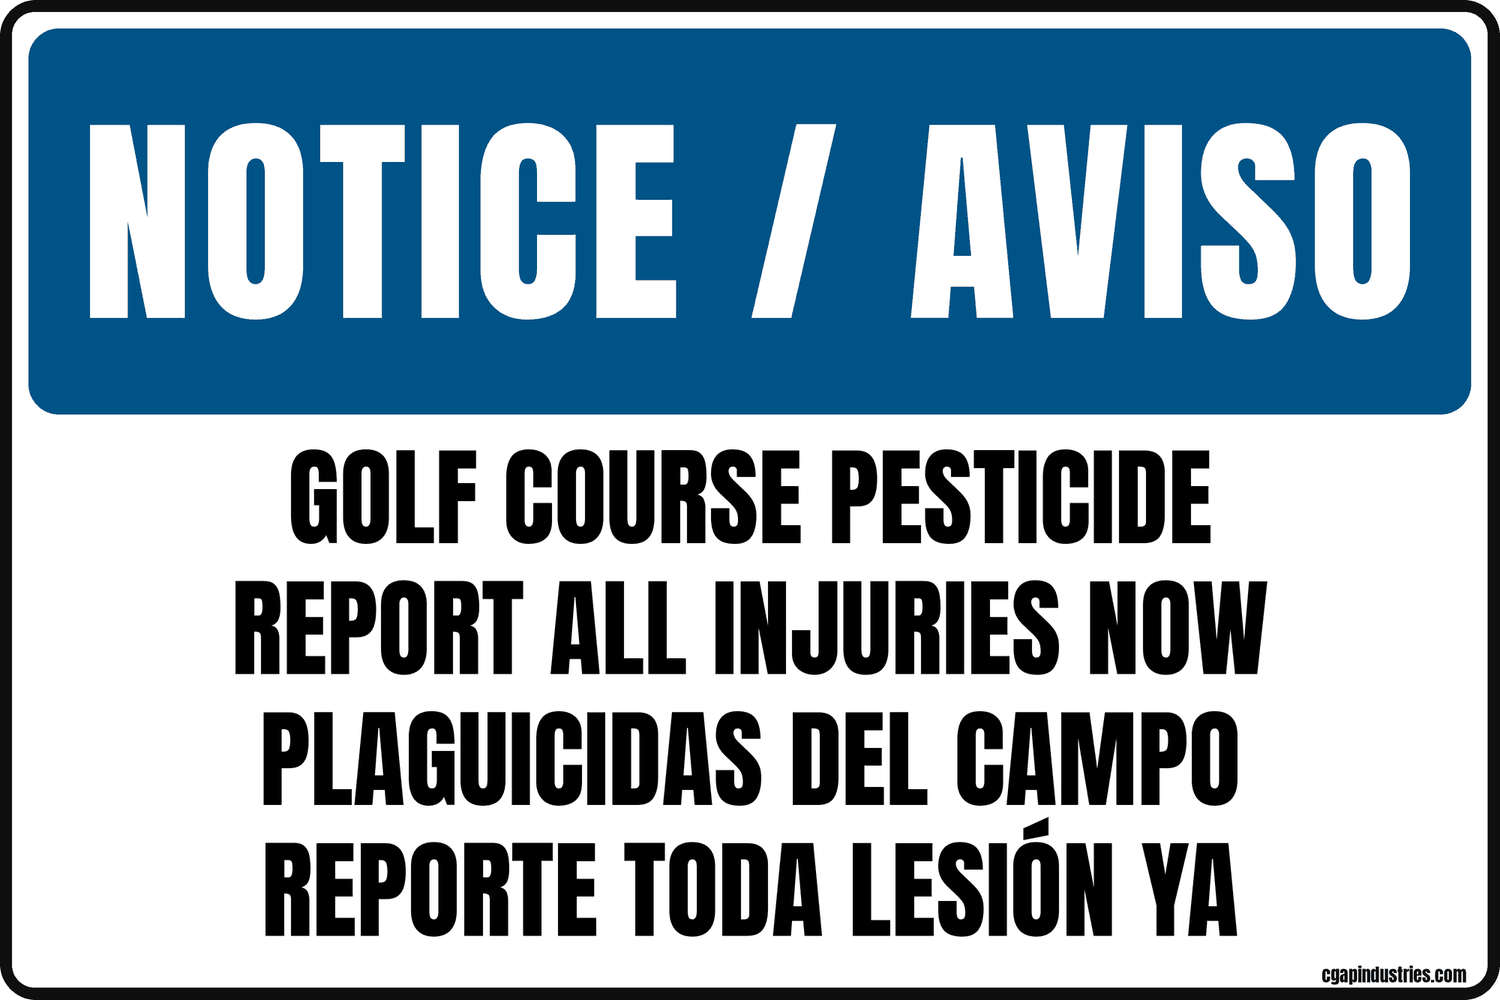 NOTICE / AVISO
GOLF COURSE PESTICIDE
REPORT ALL INJURIES NOW
PLAGUICIDAS DEL CAMPO
REPORTE TODA LESIÓN YA
cgapindustries.com